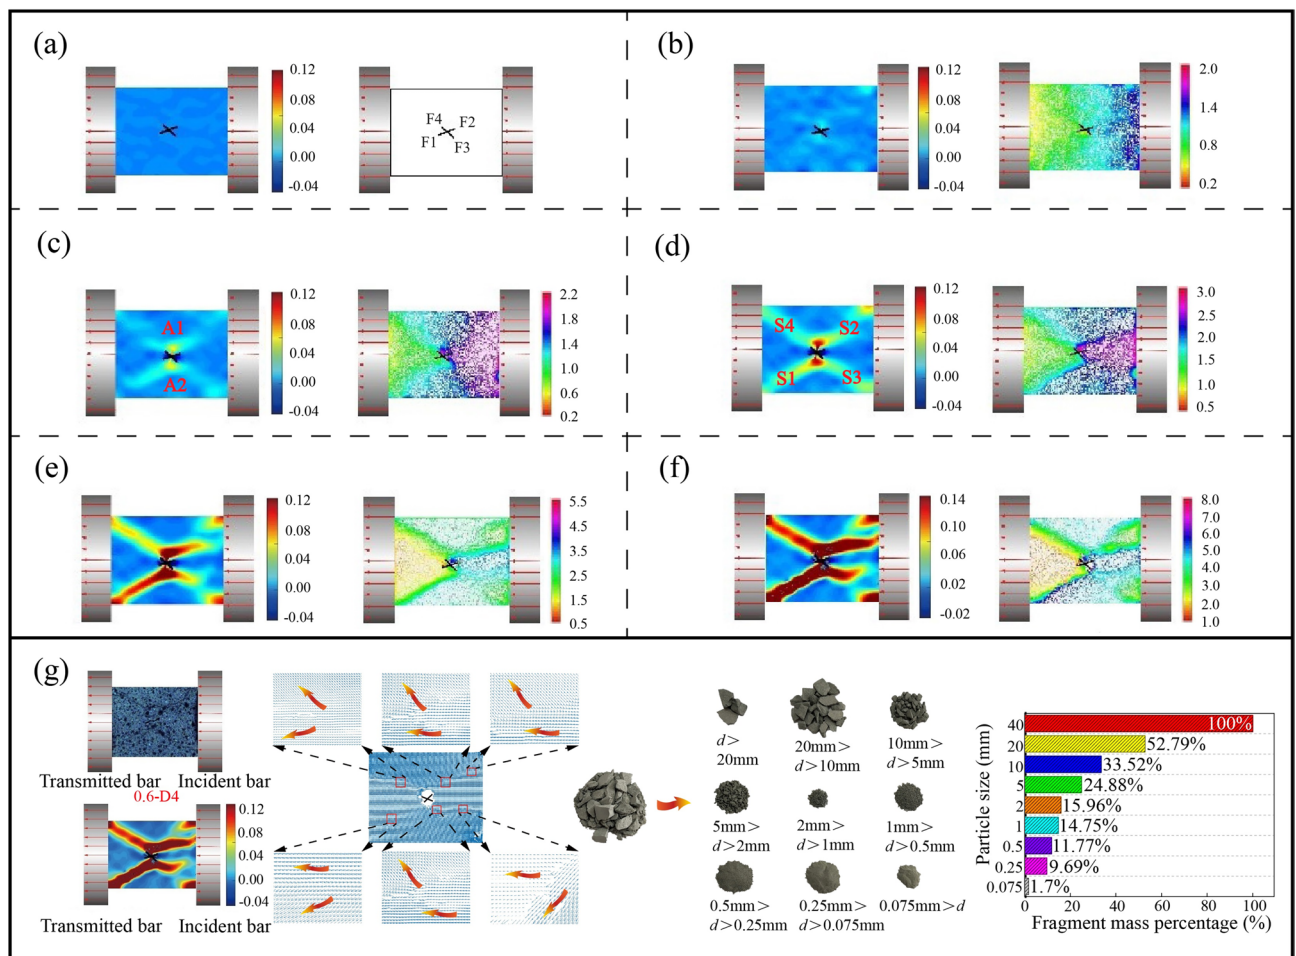 (a)
0.12
0.08
0.04
0.00
-0.04
F4
F2
F1
F3
(b)
0.12
0.08
0.04
0.00
-0.04
2.0
1.4
0.8
0.2
(c)
A1
A2
0.12
0.08
0.04
0.00
-0.04
2.2
1.8
1.4
1.0
0.6
0.2
(d)
S4
S2
S1
S3
0.12
0.08
0.04
0.00
-0.04
3.0
2.5
2.0
1.5
1.0
0.5
(e)
0.12
0.08
0.04
0.00
-0.04
5.5
4.5
3.5
2.5
1.5
0.5
(f)
0.14
0.10
0.06
0.02
-0.02
8.0
7.0
6.0
5.0
4.0
3.0
2.0
1.0
(g)
Transmitted bar Incident bar
0.6-D4
0.12
0.08
0.04
0.00
-0.04
Transmitted bar Incident bar
d>
20mm
20mm>
d>10mm
10mm>
d>5mm
5mm>
d>2mm
2mm>
d>1mm
1mm>
d>0.5mm
0.5mm>
d>0.25mm
0.25mm>
d>0.075mm
0.075mm>d
Particle size (mm)
40
100%
20
52.79%
10
33.52%
5
24.88%
2
15.96%
1
14.75%
0.5
11.77%
0.25
9.69%
0.075
1.7%
0 20 40 60 80 100
Fragment mass percentage (%)